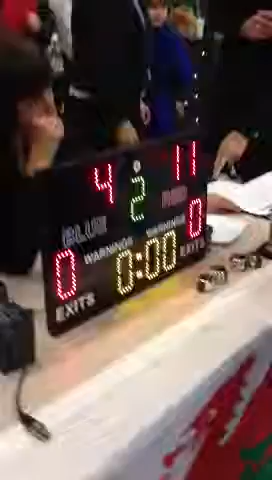 4 2 11
BLUE RED
WARNINGS WARNINGS
0 0:00 0
EXITS EXITS